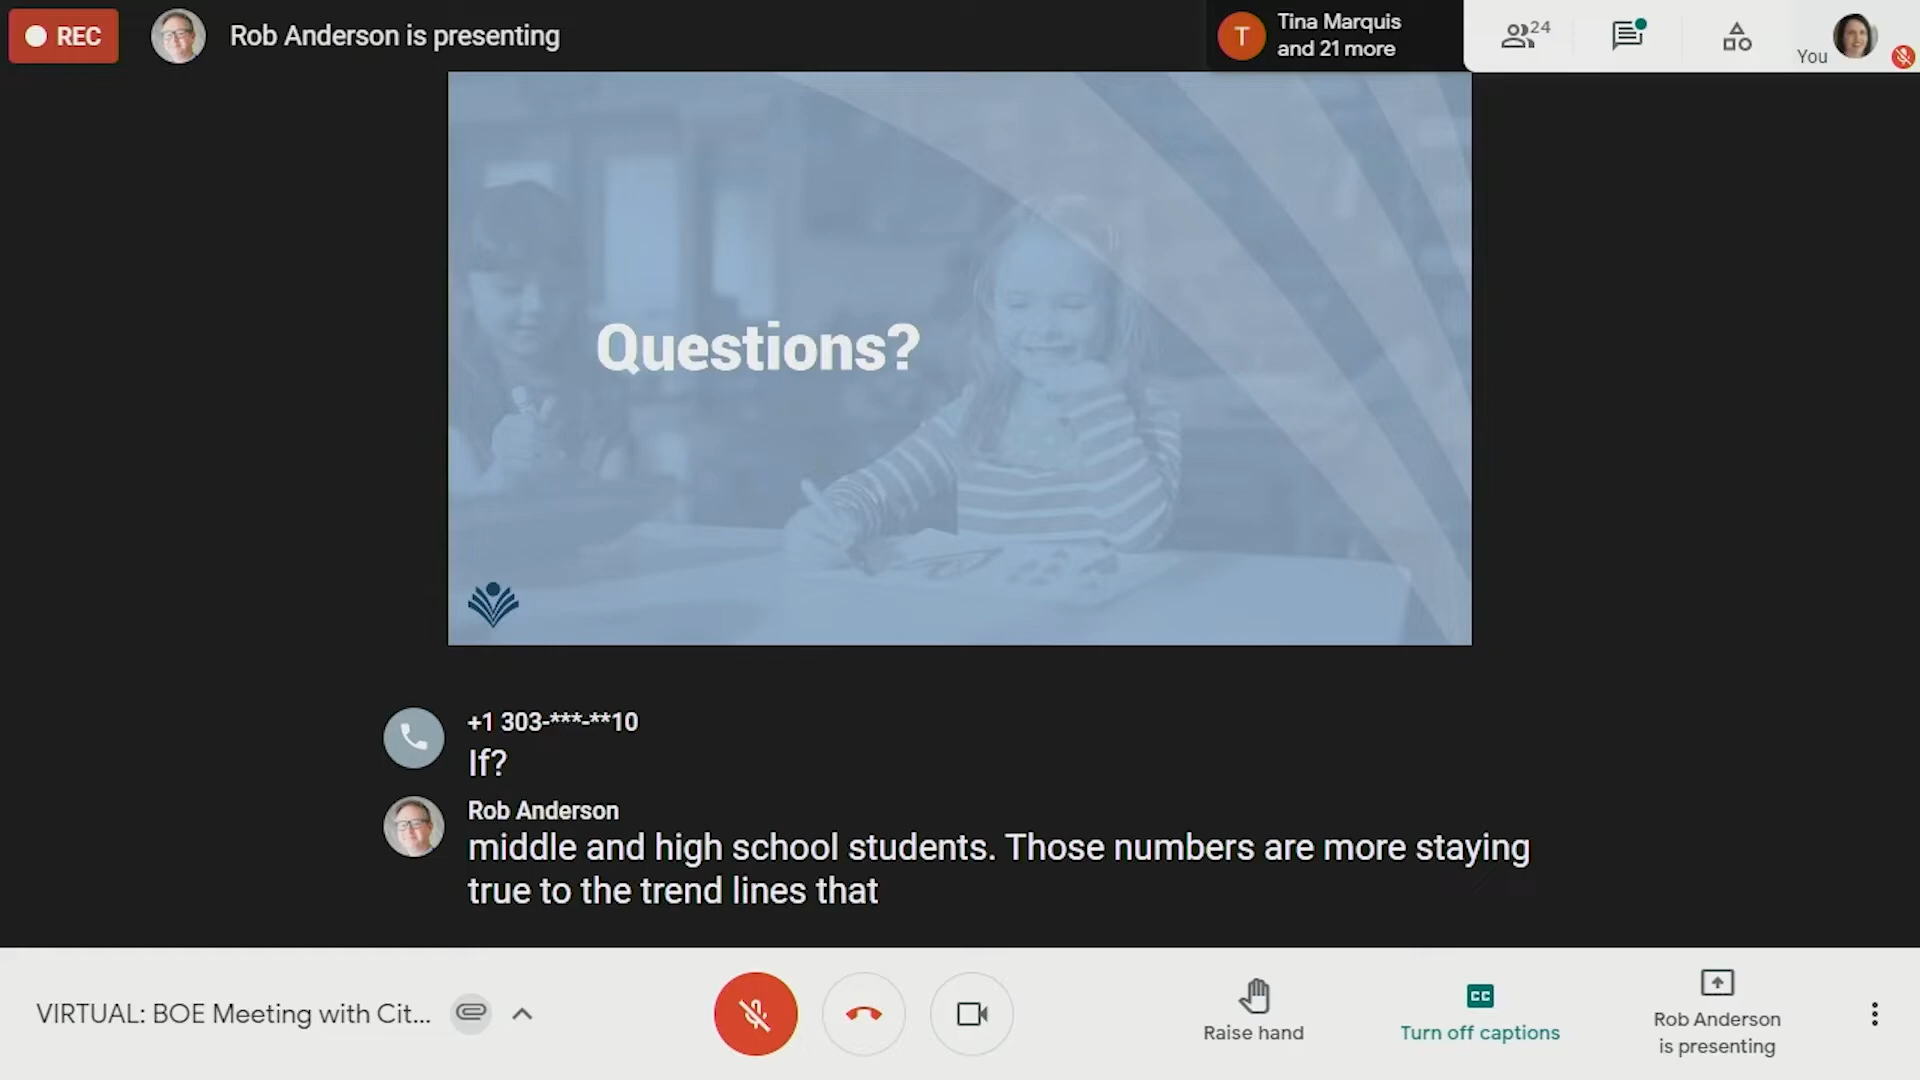 REC
Rob Anderson is presenting
T
Tina Marquis
and 21 more
24
You
Questions?
+1 303-***-**10
If?
Rob Anderson
middle and high school students. Those numbers are more staying
true to the trend lines that
VIRTUAL: BOE Meeting with Cit...
Raise hand
CC
Turn off captions
Rob Anderson
is presenting